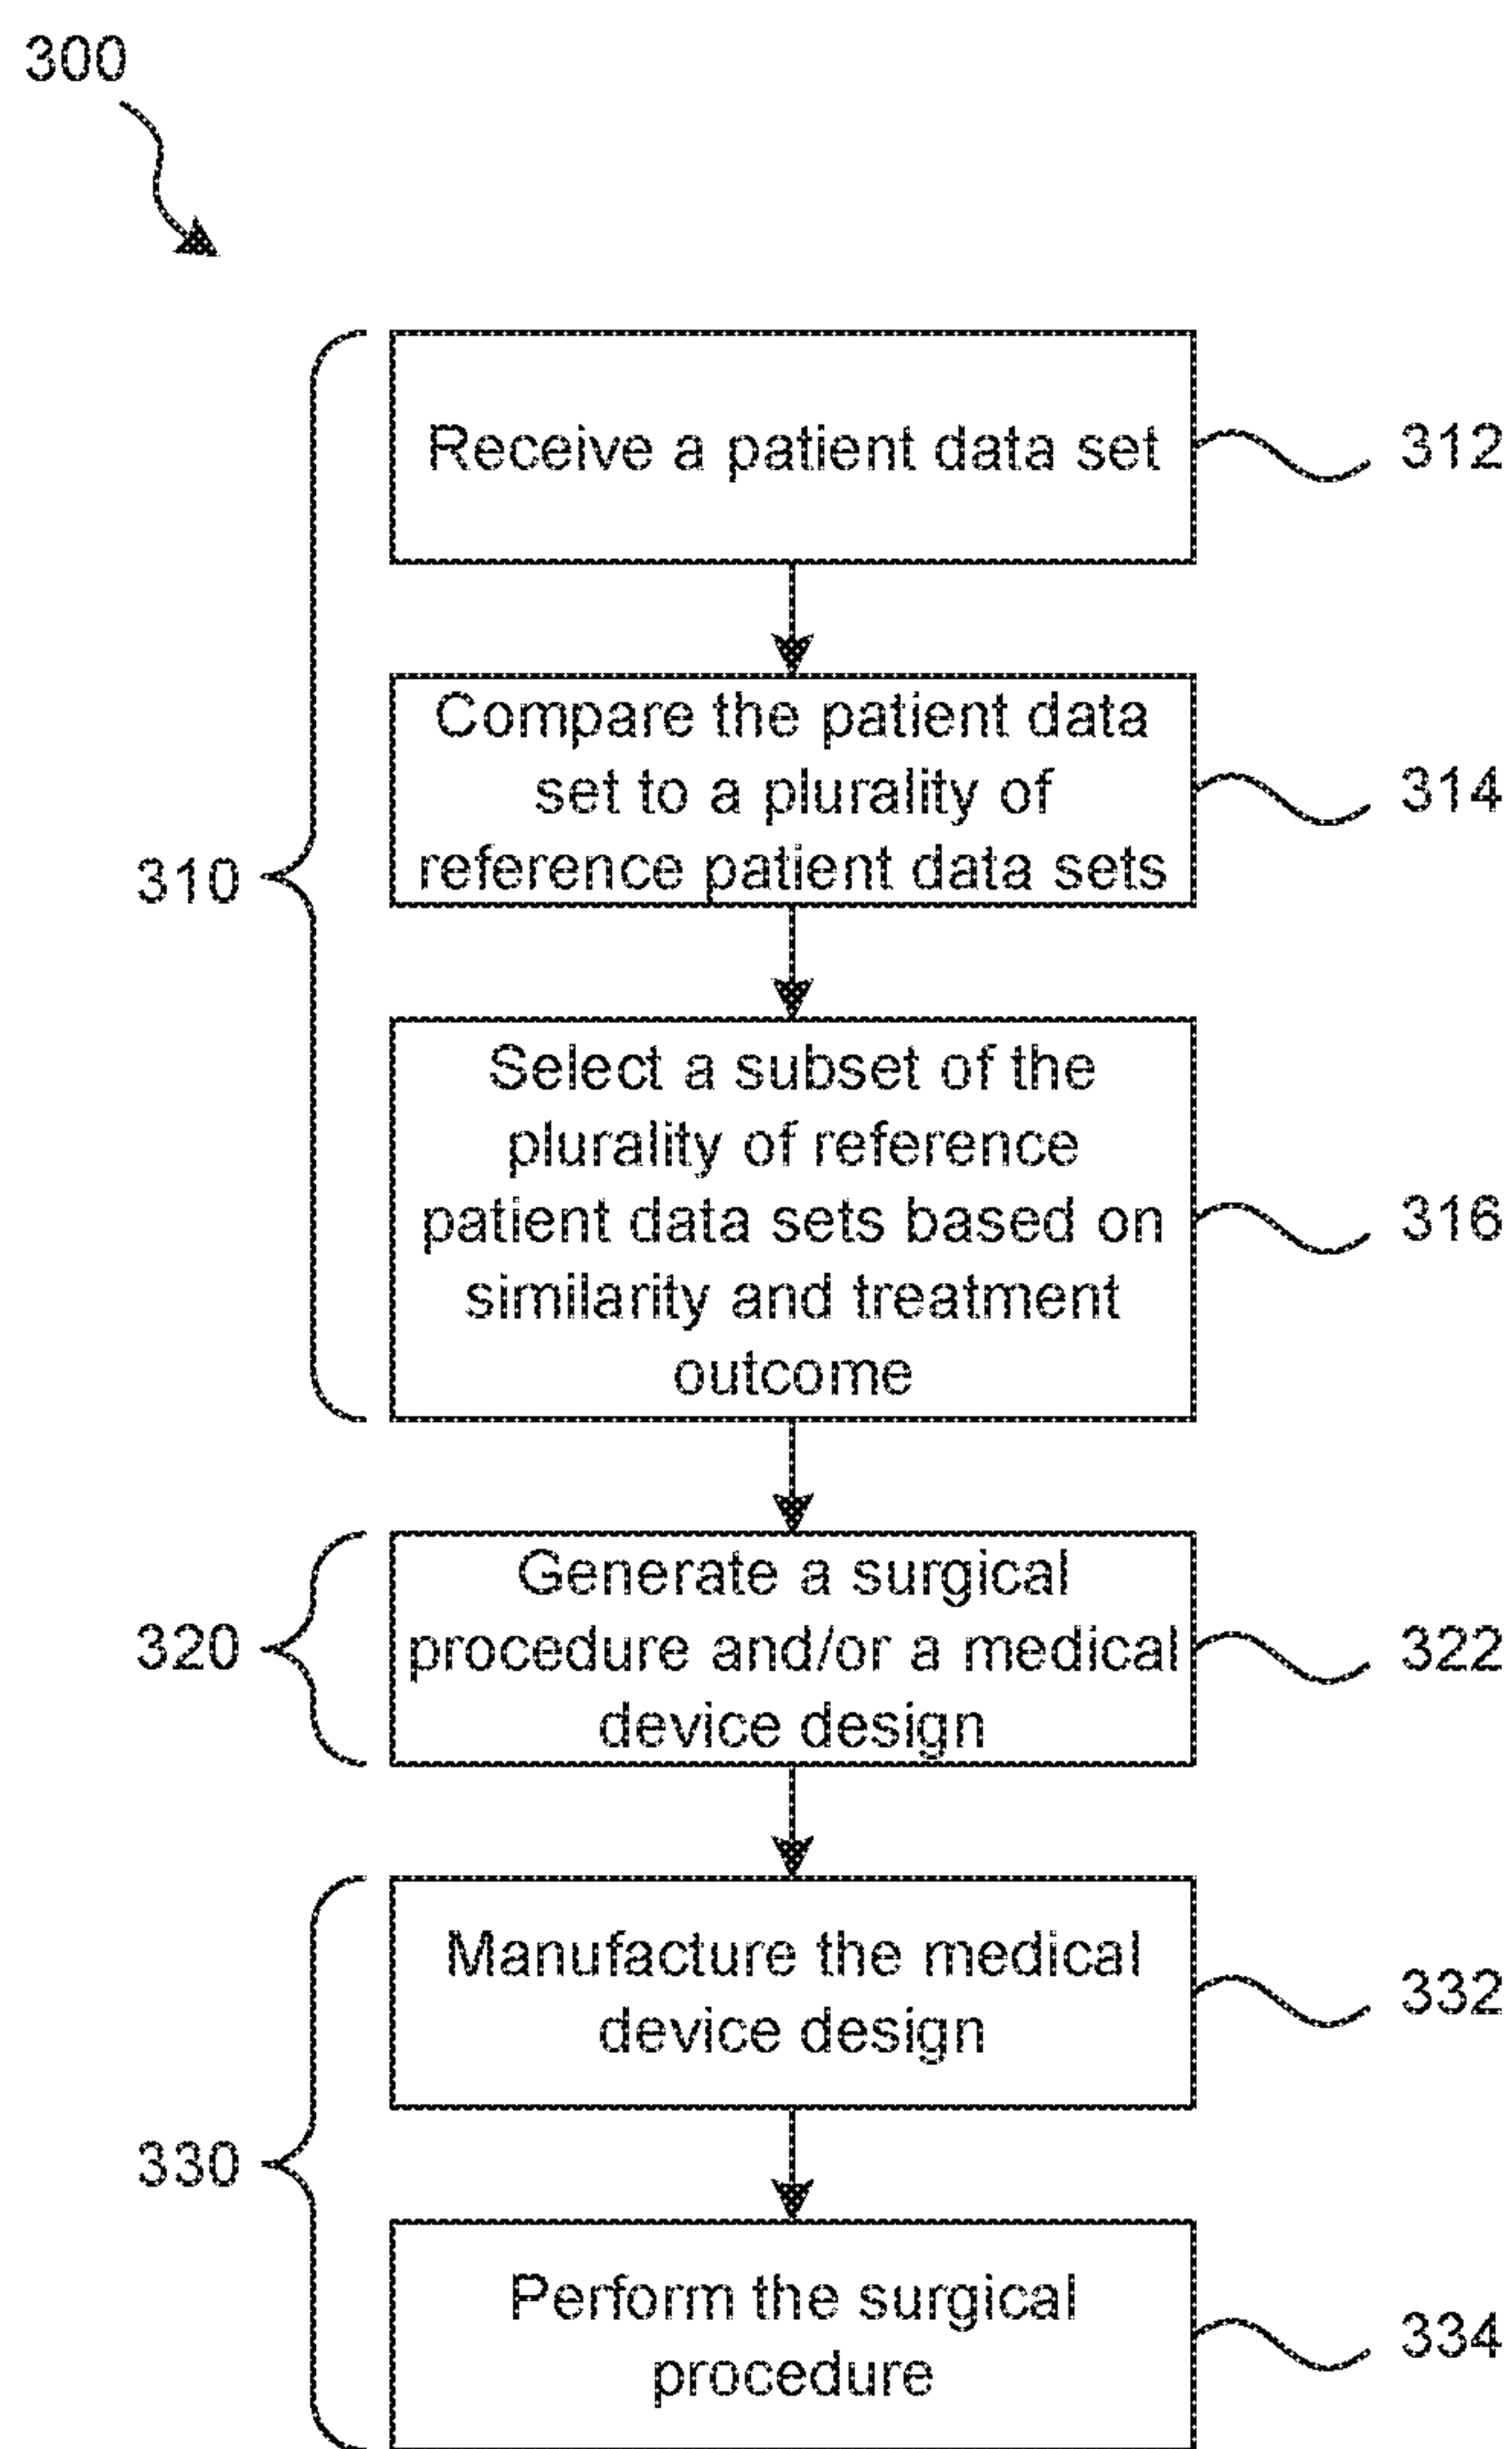 300
Receive a patient data set
312
Compare the patient data
set to a plurality of
reference patient data sets
314
310
Select a subset of the
plurality of reference
patient data sets based on
similarity and treatment
outcome
316
Generate a surgical
procedure and/or a medical
device design
320
322
Manufacture the medical
device design
332
330
Perform the surgical
procedure
334